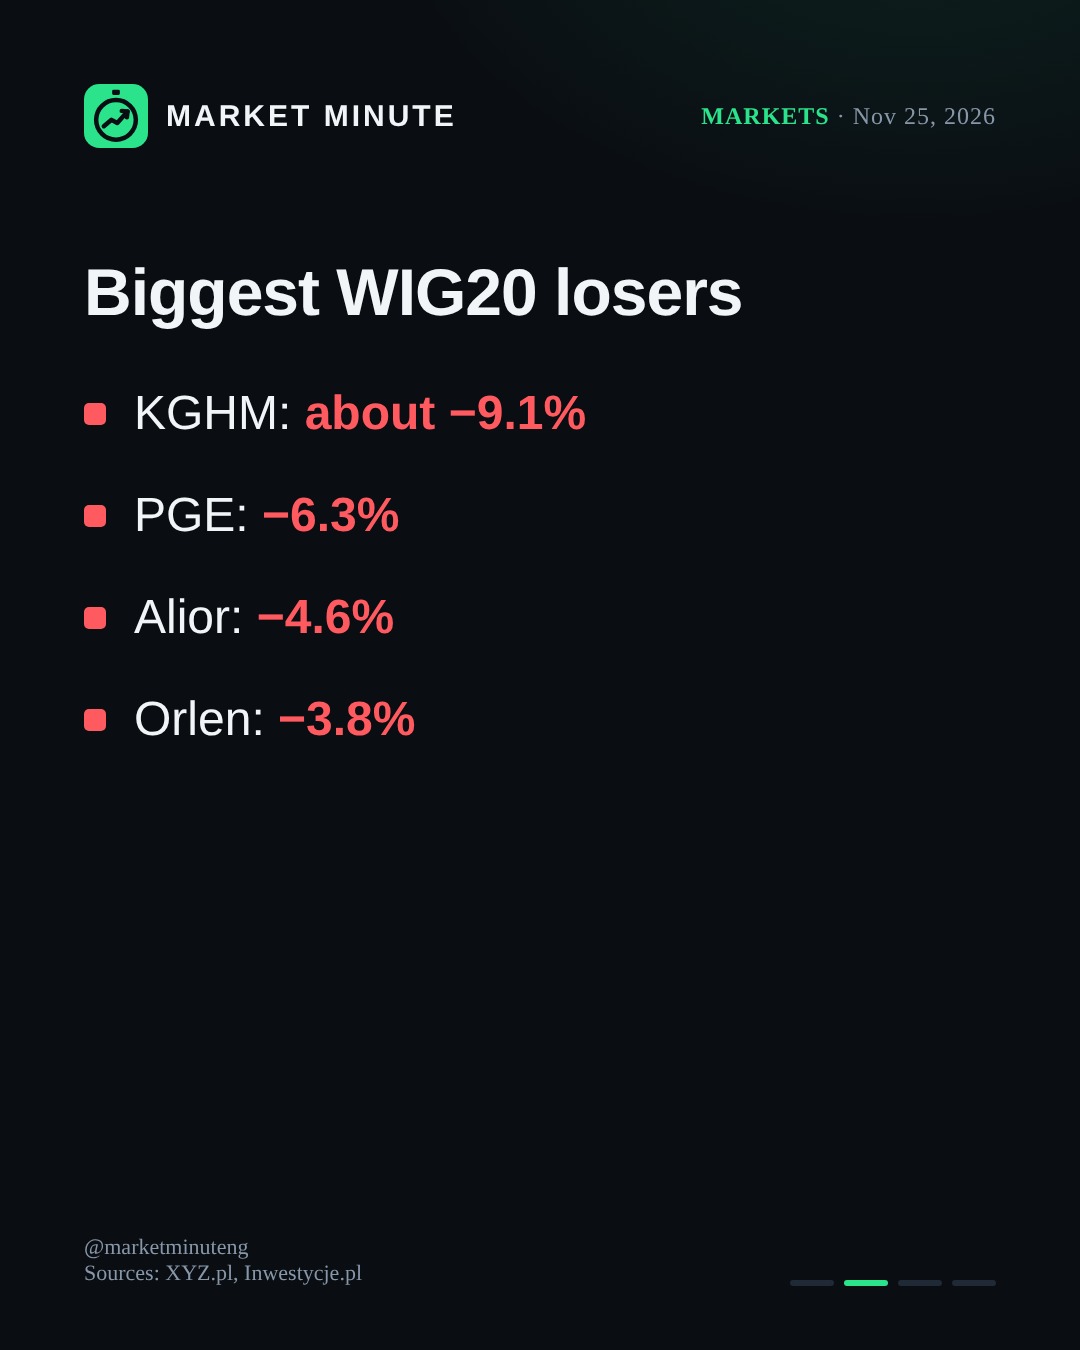 MARKET MINUTE
MARKETS · Nov 25, 2026
Biggest WIG20 losers
KGHM: about −9.1%
PGE: −6.3%
Alior: −4.6%
Orlen: −3.8%
@marketminuteng
Sources: XYZ.pl, Inwestycje.pl